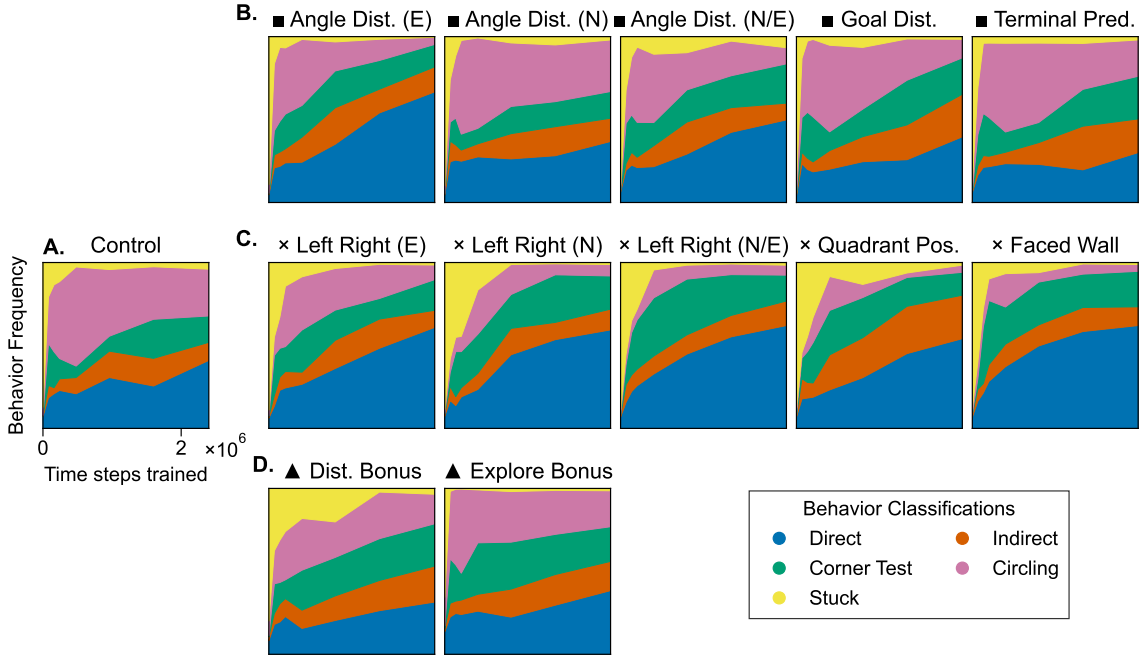 B.
■ Angle Dist. (E)
■ Angle Dist. (N)
■ Angle Dist. (N/E)
■ Goal Dist.
■ Terminal Pred.
A.
Control
Behavior Frequency
0
2
×10⁶
Time steps trained
C.
× Left Right (E)
× Left Right (N)
× Left Right (N/E)
× Quadrant Pos.
× Faced Wall
D.
▲ Dist. Bonus
▲ Explore Bonus
Behavior Classifications
Direct
Indirect
Corner Test
Circling
Stuck